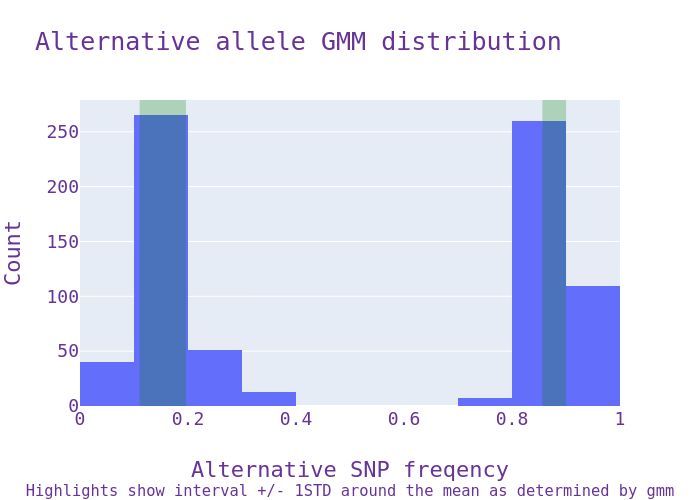 Alternative allele GMM distribution
250
200
150
100
50
0
Count
0 0.2 0.4 0.6 0.8 1
Alternative SNP freqency
Highlights show interval +/- 1STD around the mean as determined by gmm